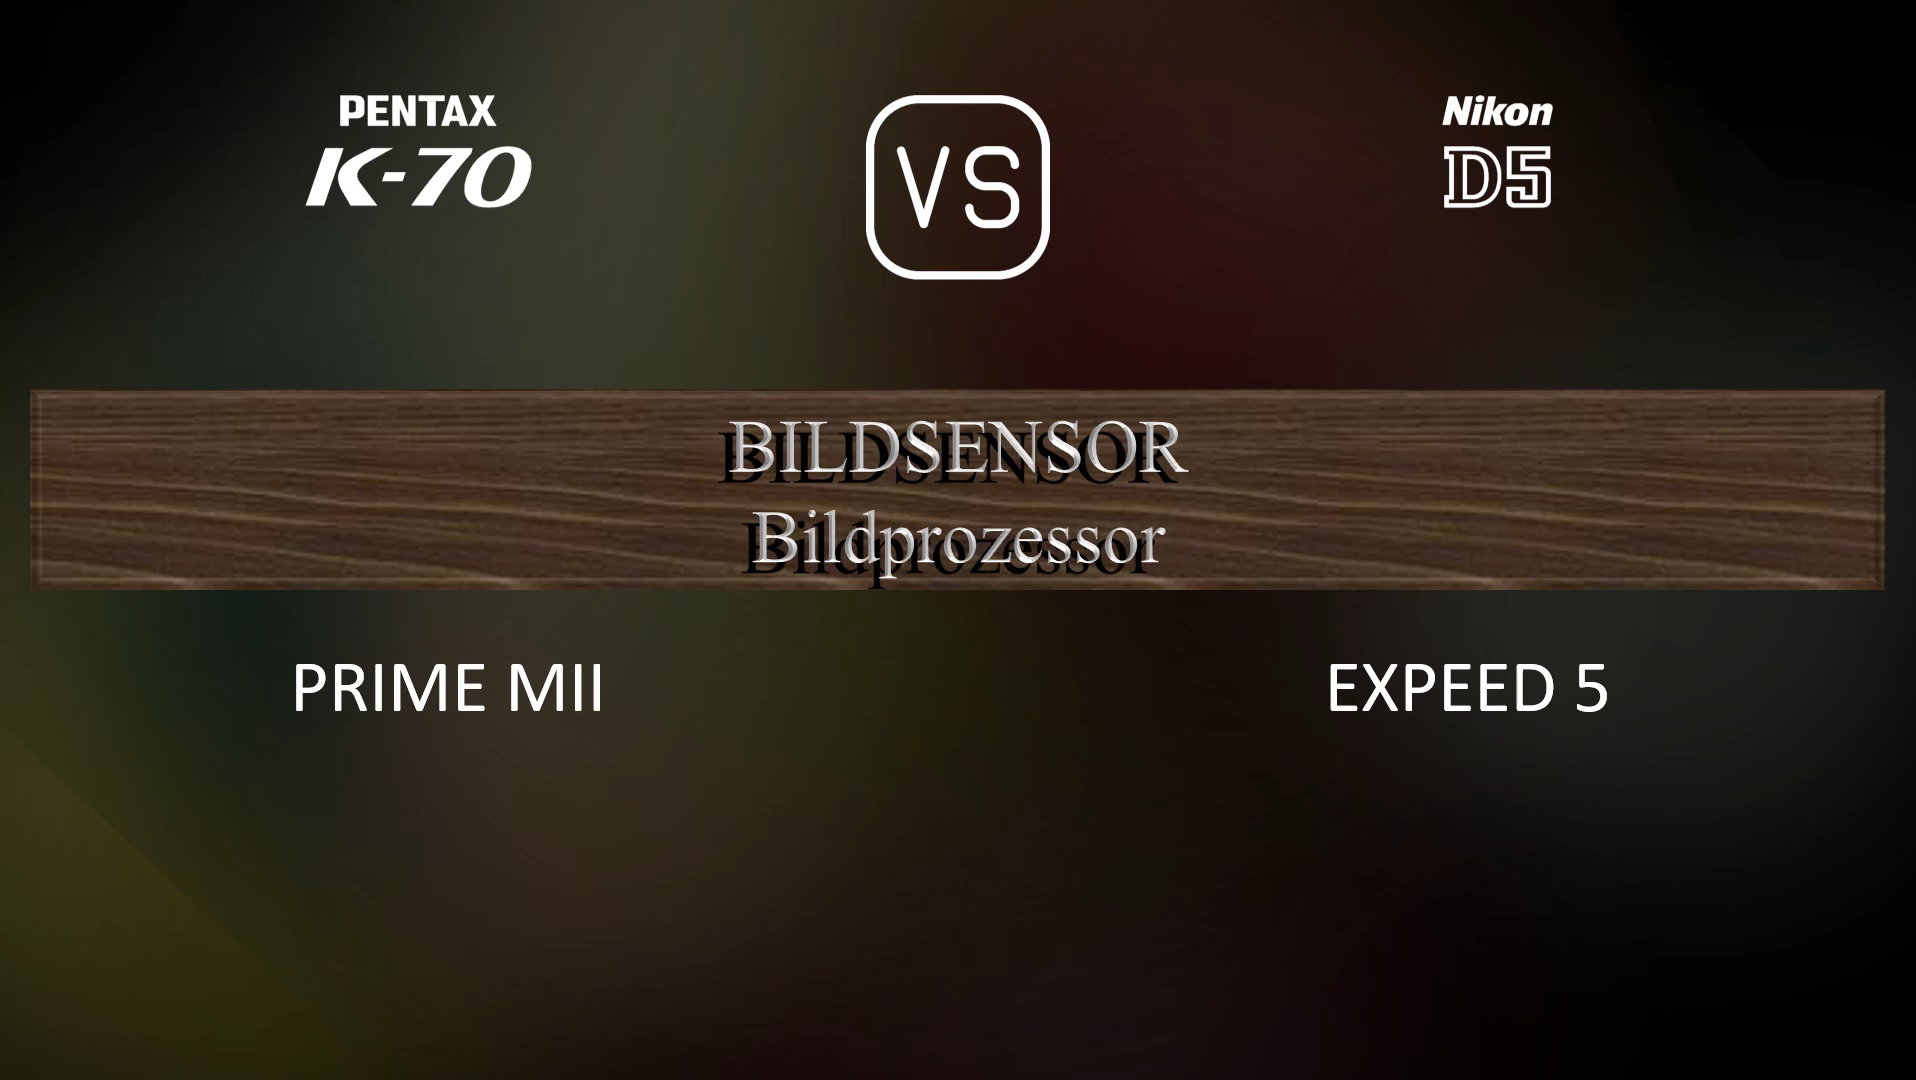 PENTAX
K-70
VS
Nikon
D5
BILDSENSOR
Bildprozessor
PRIME MII
EXPEED 5